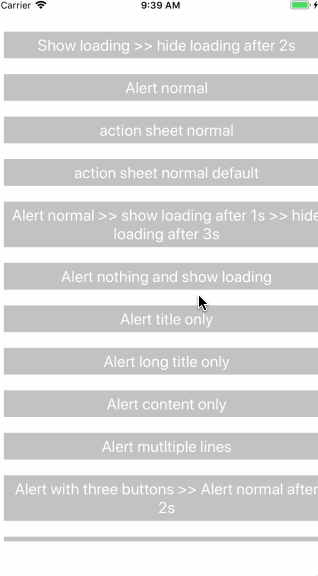 Carrier 9:39 AM
Show loading >> hide loading after 2s
Alert normal
action sheet normal
action sheet normal default
Alert normal >> show loading after 1s >> hide
loading after 3s
Alert nothing and show loading
Alert title only
Alert long title only
Alert content only
Alert mutltiple lines
Alert with three buttons >> Alert normal after
2s